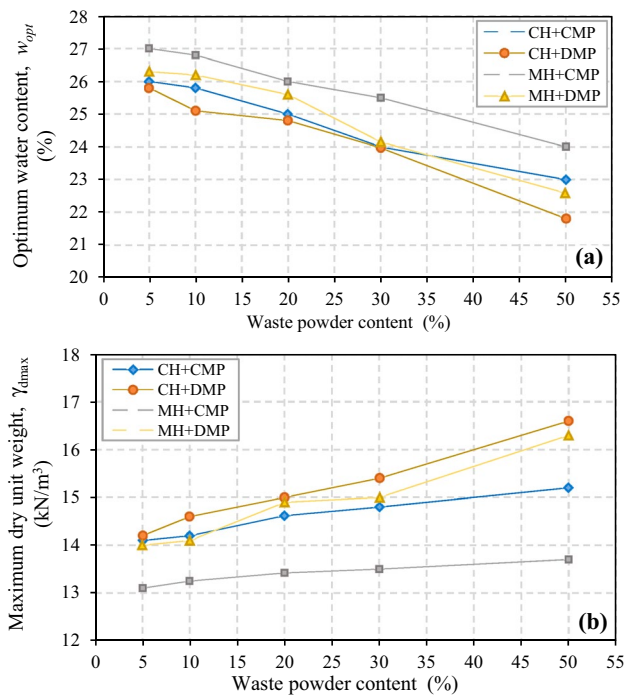 28
27
26
25
24
23
22
21
20
Optimum water content, w_opt
(%)
CH+CMP
CH+DMP
MH+CMP
MH+DMP
(a)
0 5 10 15 20 25 30 35 40 45 50 55
Waste powder content (%)
18
17
16
15
14
13
12
Maximum dry unit weight, γdmax
(kN/m³)
CH+CMP
CH+DMP
MH+CMP
MH+DMP
(b)
0 5 10 15 20 25 30 35 40 45 50 55
Waste powder content (%)